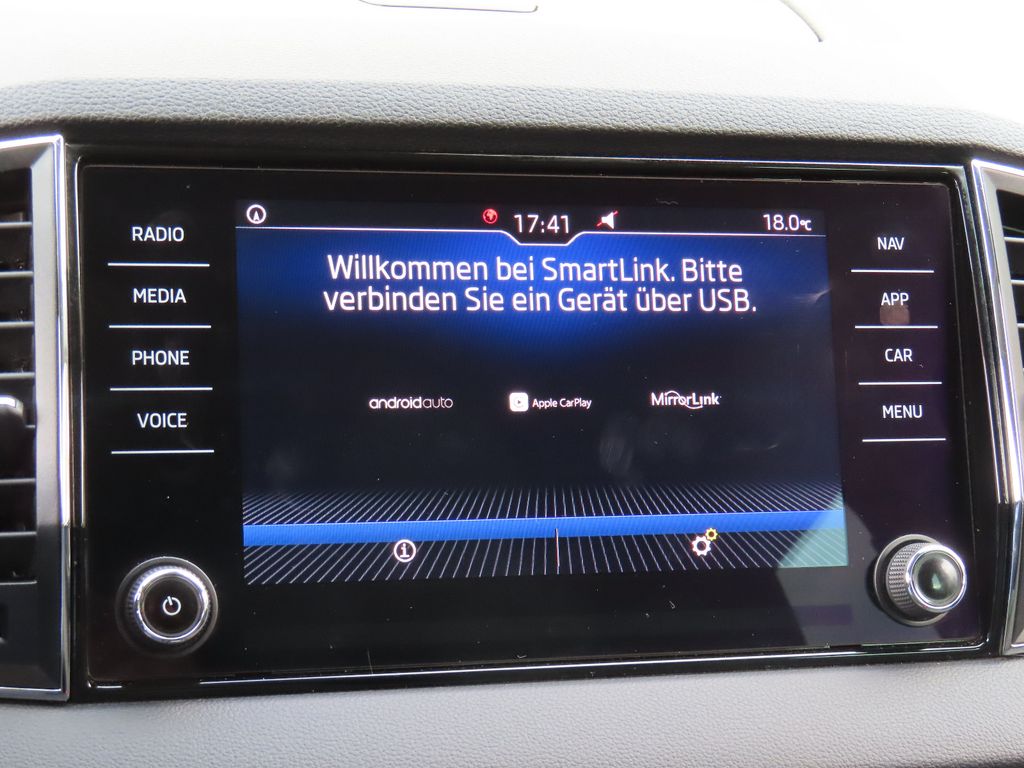 RADIO
MEDIA
PHONE
VOICE
17:41
18.0°C
Willkommen bei SmartLink. Bitte
verbinden Sie ein Gerät über USB.
androidauto
Apple CarPlay
MirrorLink
NAV
APP
CAR
MENU